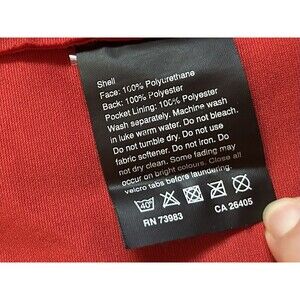 Shell
Face: 100% Polyurethane
Back: 100% Polyester
Pocket Lining: 100% Polyester
Wash separately. Machine wash
in luke warm water. Do not bleach.
Do not tumble dry. Do not use
fabric softener. Do not iron. Do
not dry clean. Some fading may
occur on bright colours. Close all
velcro tabs before laundering.
40°
RN 73983 CA 26405